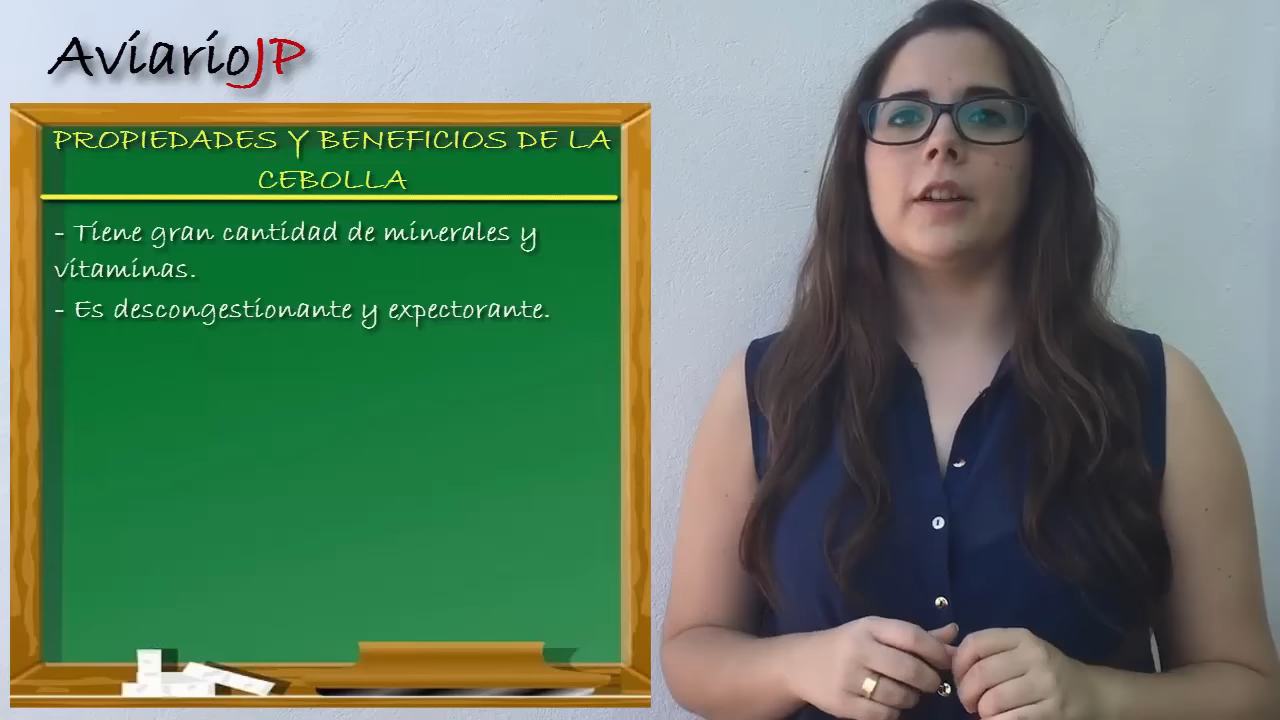 AviarioJP
PROPIEDADES Y BENEFICIOS DE LA
CEBOLLA
- Tiene gran cantidad de minerales y
vitaminas.
- Es descongestionante y expectorante.